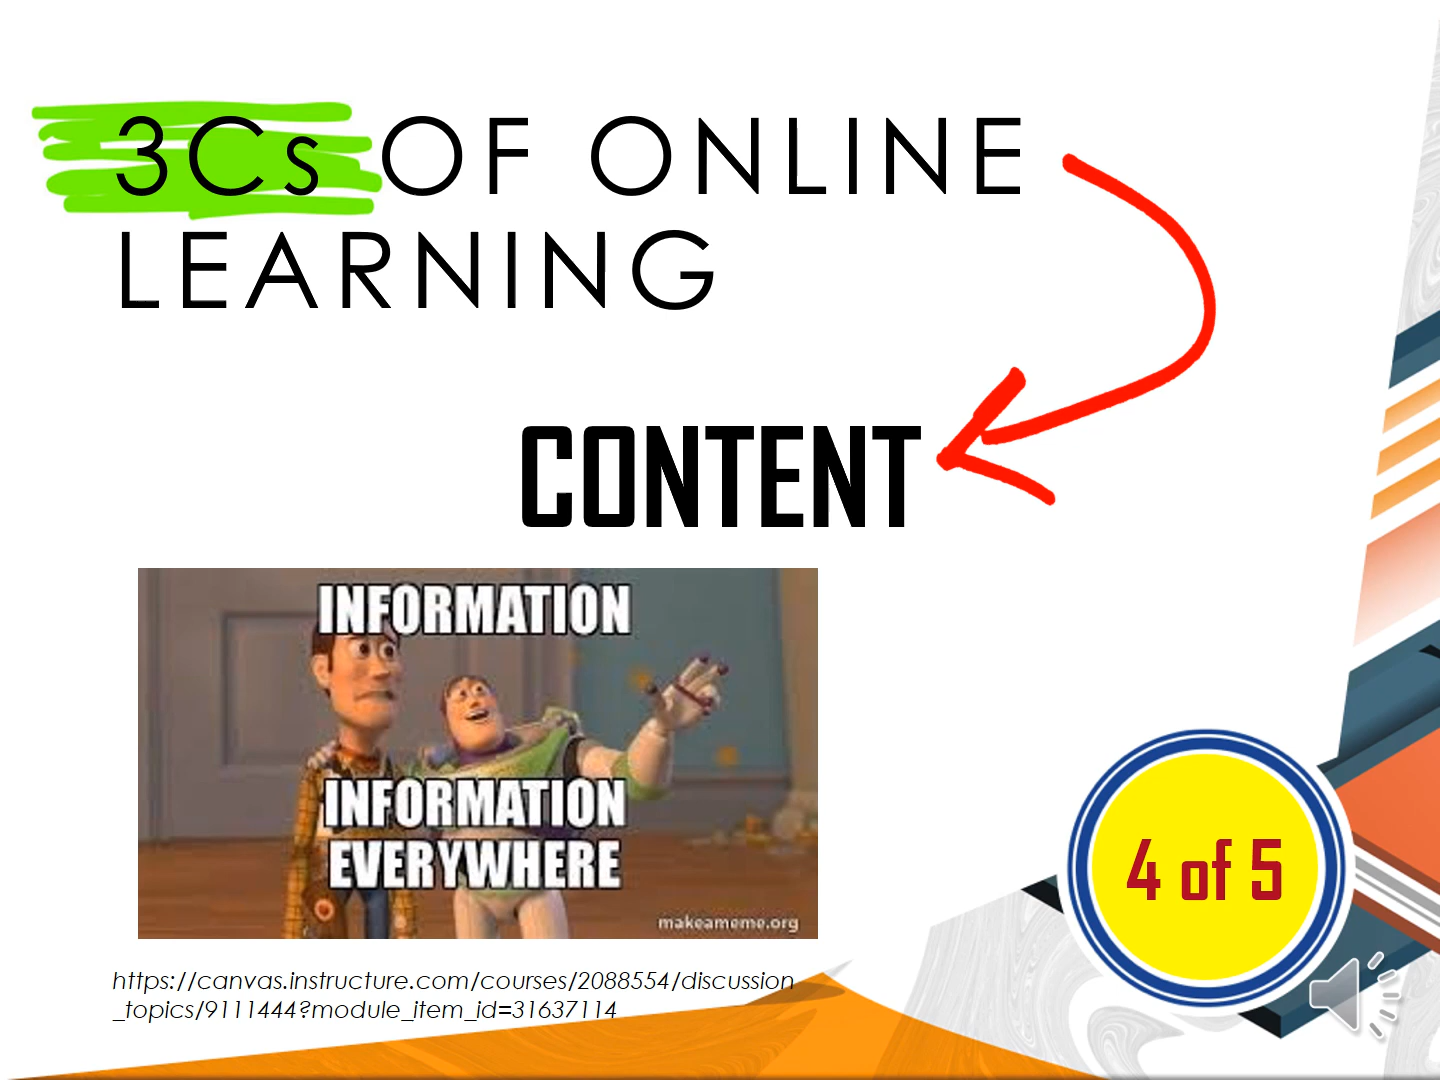 3Cs OF ONLINE
LEARNING
CONTENT
INFORMATION
INFORMATION
EVERYWHERE
makeameme.org
4 of 5
https://canvas.instructure.com/courses/2088554/discussion
_topics/9111444?module_item_id=31637114